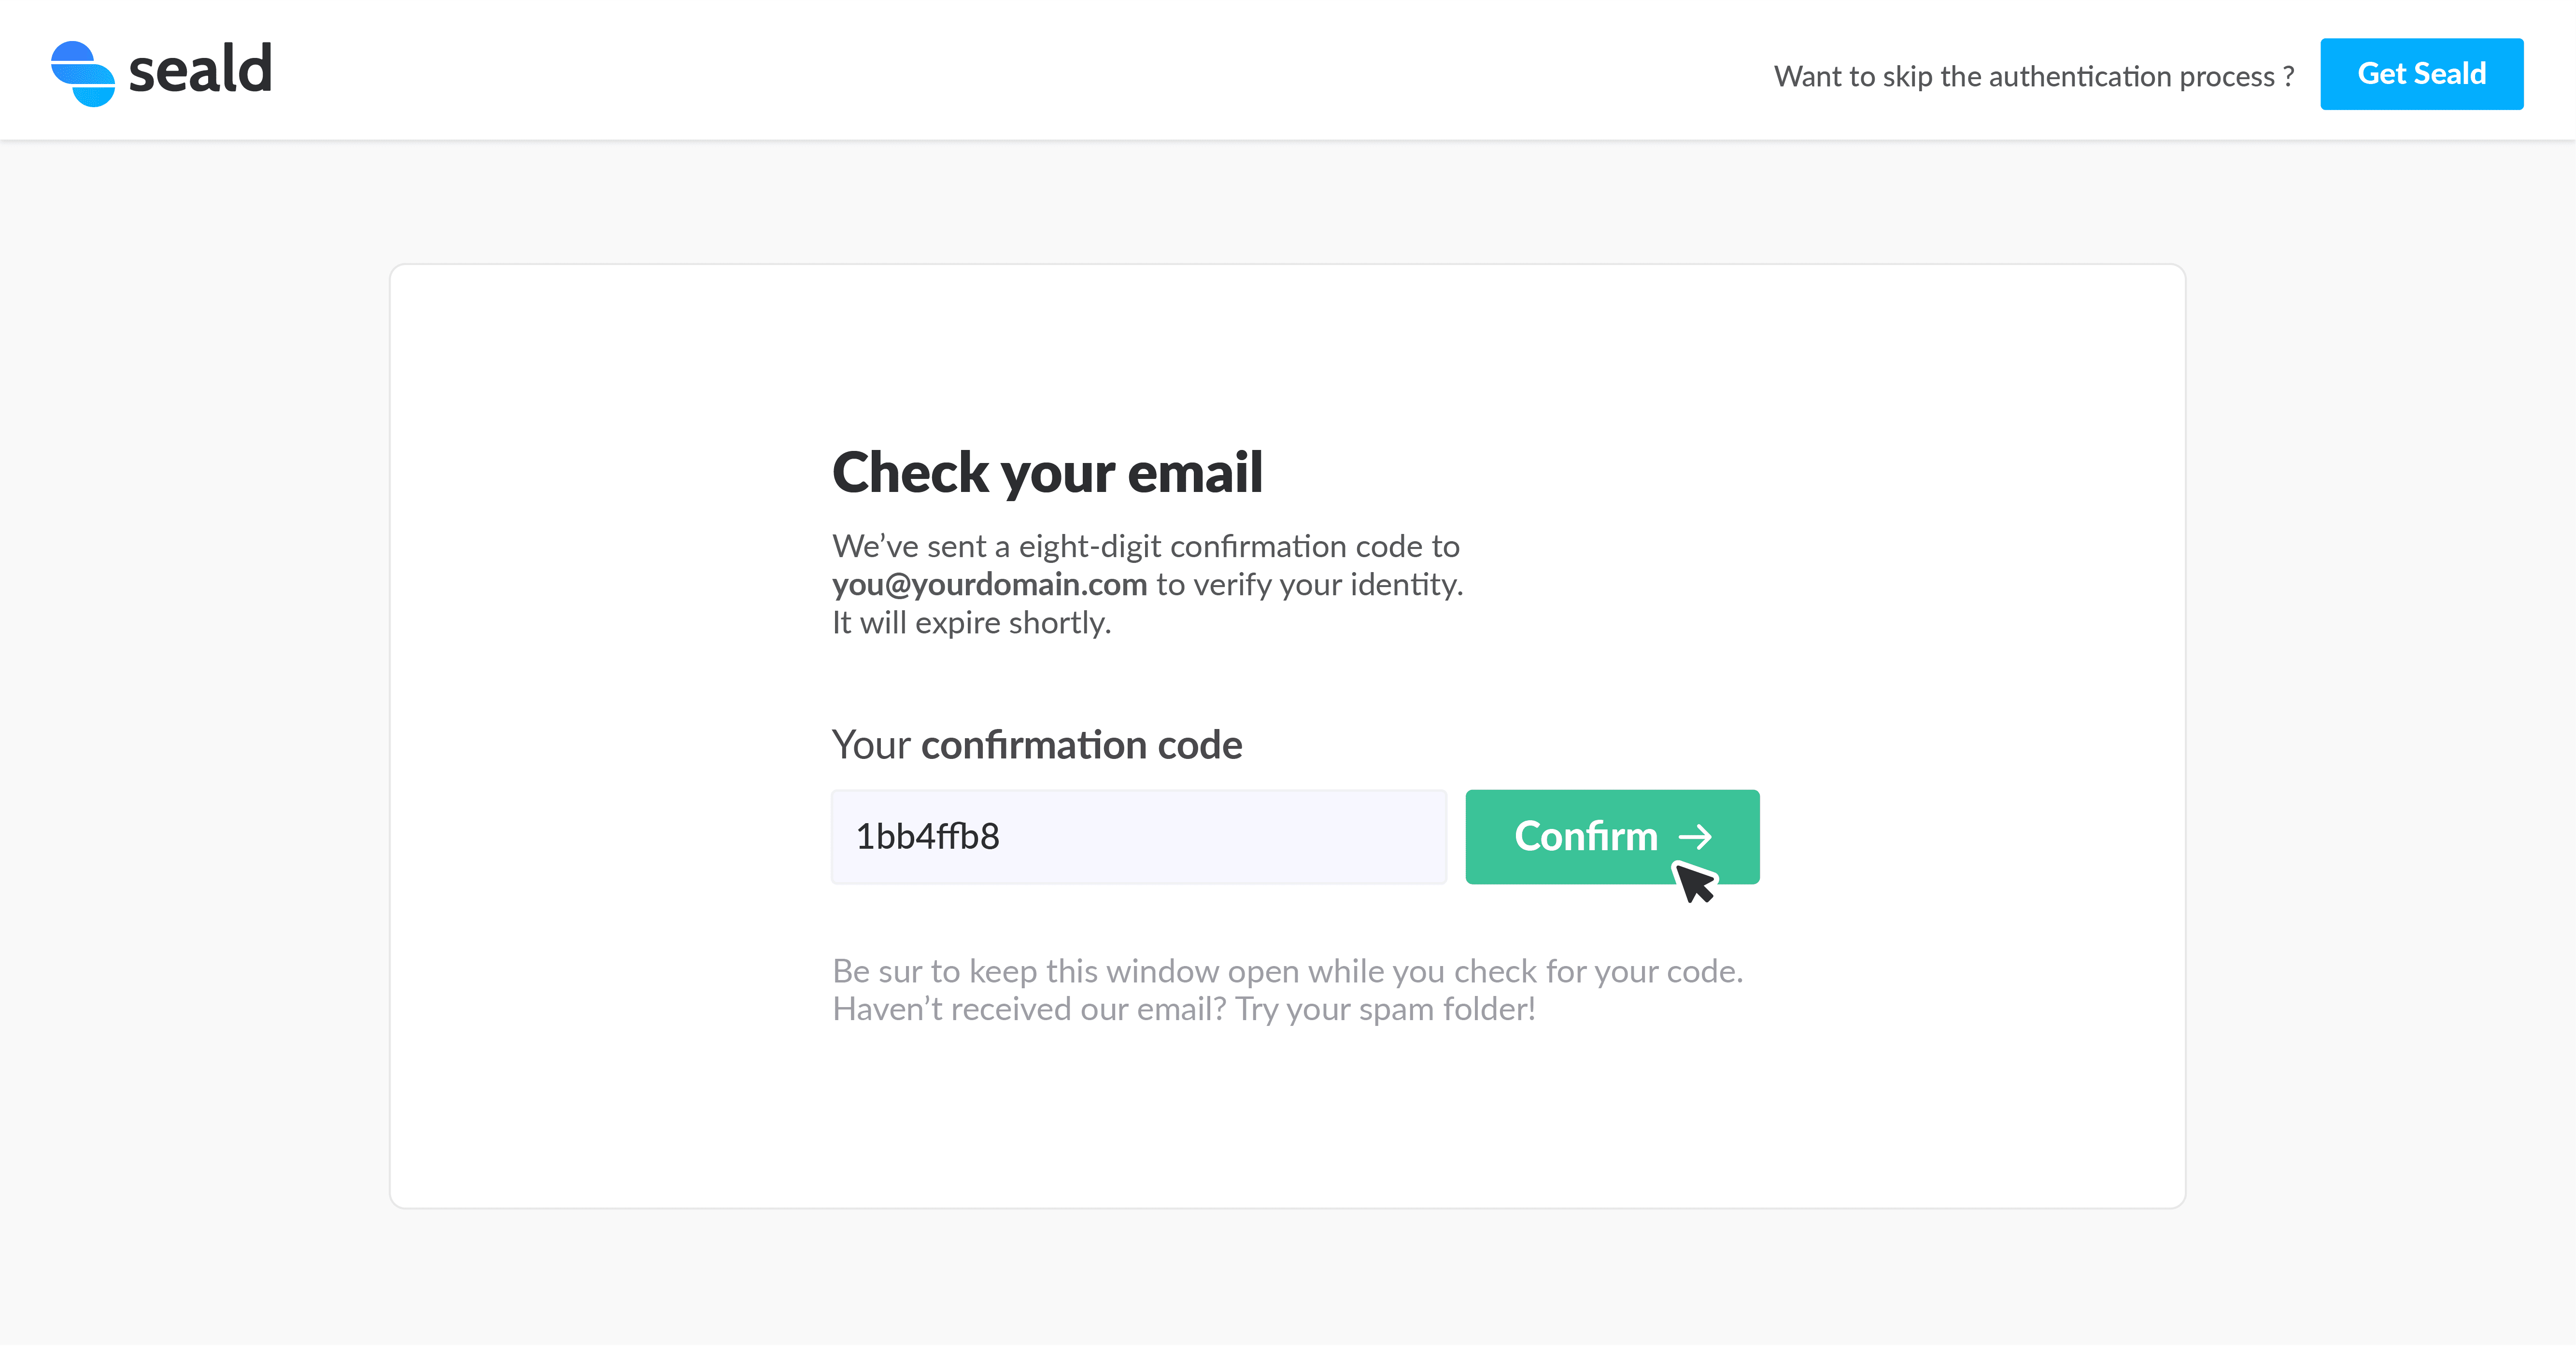 seald
Want to skip the authentication process ?
Get Seald
Check your email
We’ve sent a eight-digit confirmation code to
you@yourdomain.com to verify your identity.
It will expire shortly.
Your confirmation code
1bb4ffb8
Confirm →
Be sur to keep this window open while you check for your code.
Haven’t received our email? Try your spam folder!